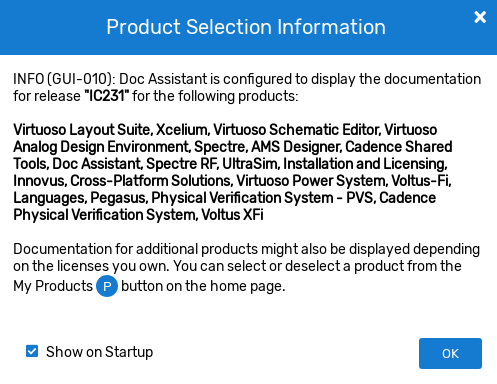 Product Selection Information
INFO (GUI-010): Doc Assistant is configured to display the documentation
for release "IC231" for the following products:
Virtuoso Layout Suite, Xcelium, Virtuoso Schematic Editor, Virtuoso
Analog Design Environment, Spectre, AMS Designer, Cadence Shared
Tools, Doc Assistant, Spectre RF, UltraSim, Installation and Licensing,
Innovus, Cross-Platform Solutions, Virtuoso Power System, Voltus-Fi,
Languages, Pegasus, Physical Verification System - PVS, Cadence
Physical Verification System, Voltus XFi
Documentation for additional products might also be displayed depending
on the licenses you own. You can select or deselect a product from the
My Products P button on the home page.
Show on Startup
OK